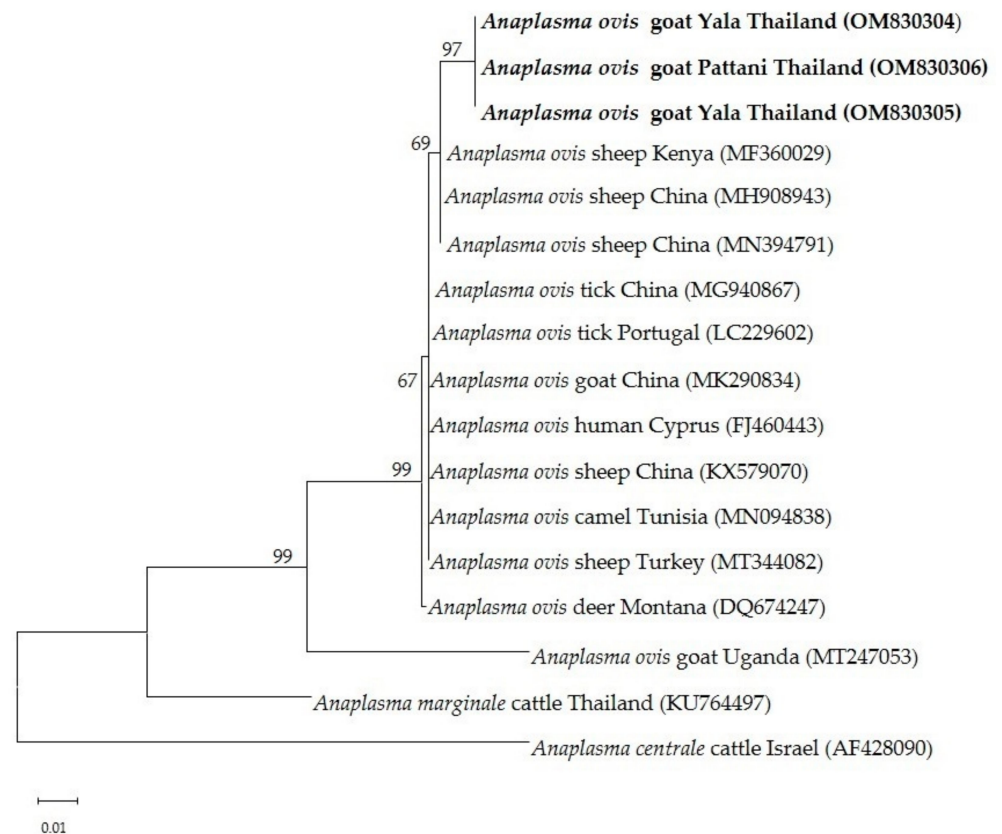 Anaplasma ovis goat Yala Thailand (OM830304)
97
Anaplasma ovis goat Pattani Thailand (OM830306)
Anaplasma ovis goat Yala Thailand (OM830305)
69
Anaplasma ovis sheep Kenya (MF360029)
Anaplasma ovis sheep China (MH908943)
Anaplasma ovis sheep China (MN394791)
Anaplasma ovis tick China (MG940867)
Anaplasma ovis tick Portugal (LC229602)
67
Anaplasma ovis goat China (MK290834)
Anaplasma ovis human Cyprus (FJ460443)
99
Anaplasma ovis sheep China (KX579070)
Anaplasma ovis camel Tunisia (MN094838)
99
Anaplasma ovis sheep Turkey (MT344082)
Anaplasma ovis deer Montana (DQ674247)
Anaplasma ovis goat Uganda (MT247053)
Anaplasma marginale cattle Thailand (KU764497)
Anaplasma centrale cattle Israel (AF428090)
0.01